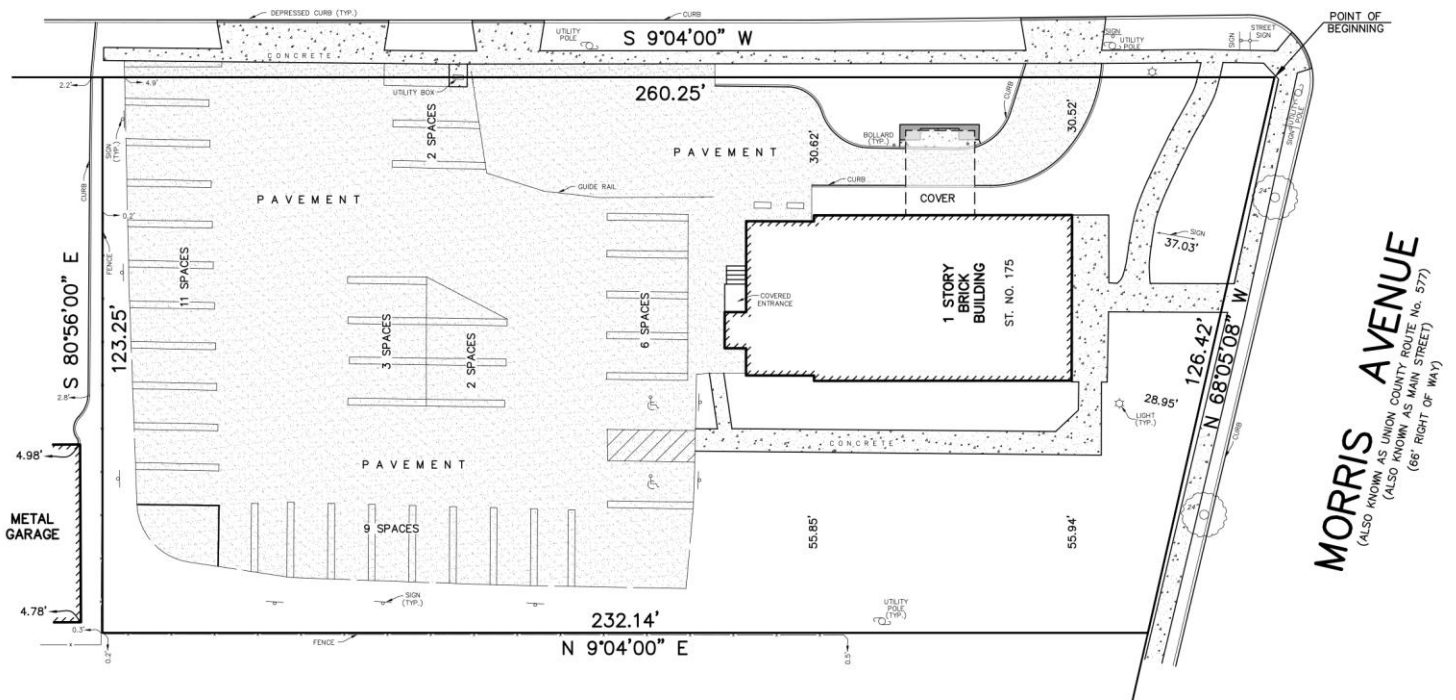 DEPRESSED CURB (TYP.)
CURB
POINT OF
BEGINNING
UTILITY
POLE
S 9°04'00" W
STREET
SIGN
SIGN
UTILITY
POLE
CONCRETE
2.2'
4.9'
UTILITY BOX
260.25'
CURB
30.52'
UTILITY
POLE
SIGN
SIGN
(TYP.)
2 SPACES
BOLLARD
(TYP.)
30.62'
PAVEMENT
CURB
GUIDE RAIL
CURB
24"
PAVEMENT
COVER
0.2'
SIGN
37.03'
S 80°56'00" E
FENCE
123.25'
11 SPACES
3 SPACES
2 SPACES
6 SPACES
COVERED
ENTRANCE
1 STORY
BRICK
BUILDING
ST. NO. 175
126.42'
N 68°05'08" W
MORRIS AVENUE
(ALSO KNOWN AS UNION COUNTY ROUTE No. 577)
(ALSO KNOWN AS MAIN STREET)
(66' RIGHT OF WAY)
2.8'
28.95'
LIGHT
(TYP.)
CURB
CONCRETE
4.98'
PAVEMENT
METAL
GARAGE
24"
9 SPACES
55.85'
55.94'
4.78'
SIGN
(TYP.)
UTILITY
POLE
(TYP.)
232.14'
0.3'
x
0.2'
FENCE
N 9°04'00" E
0.5'